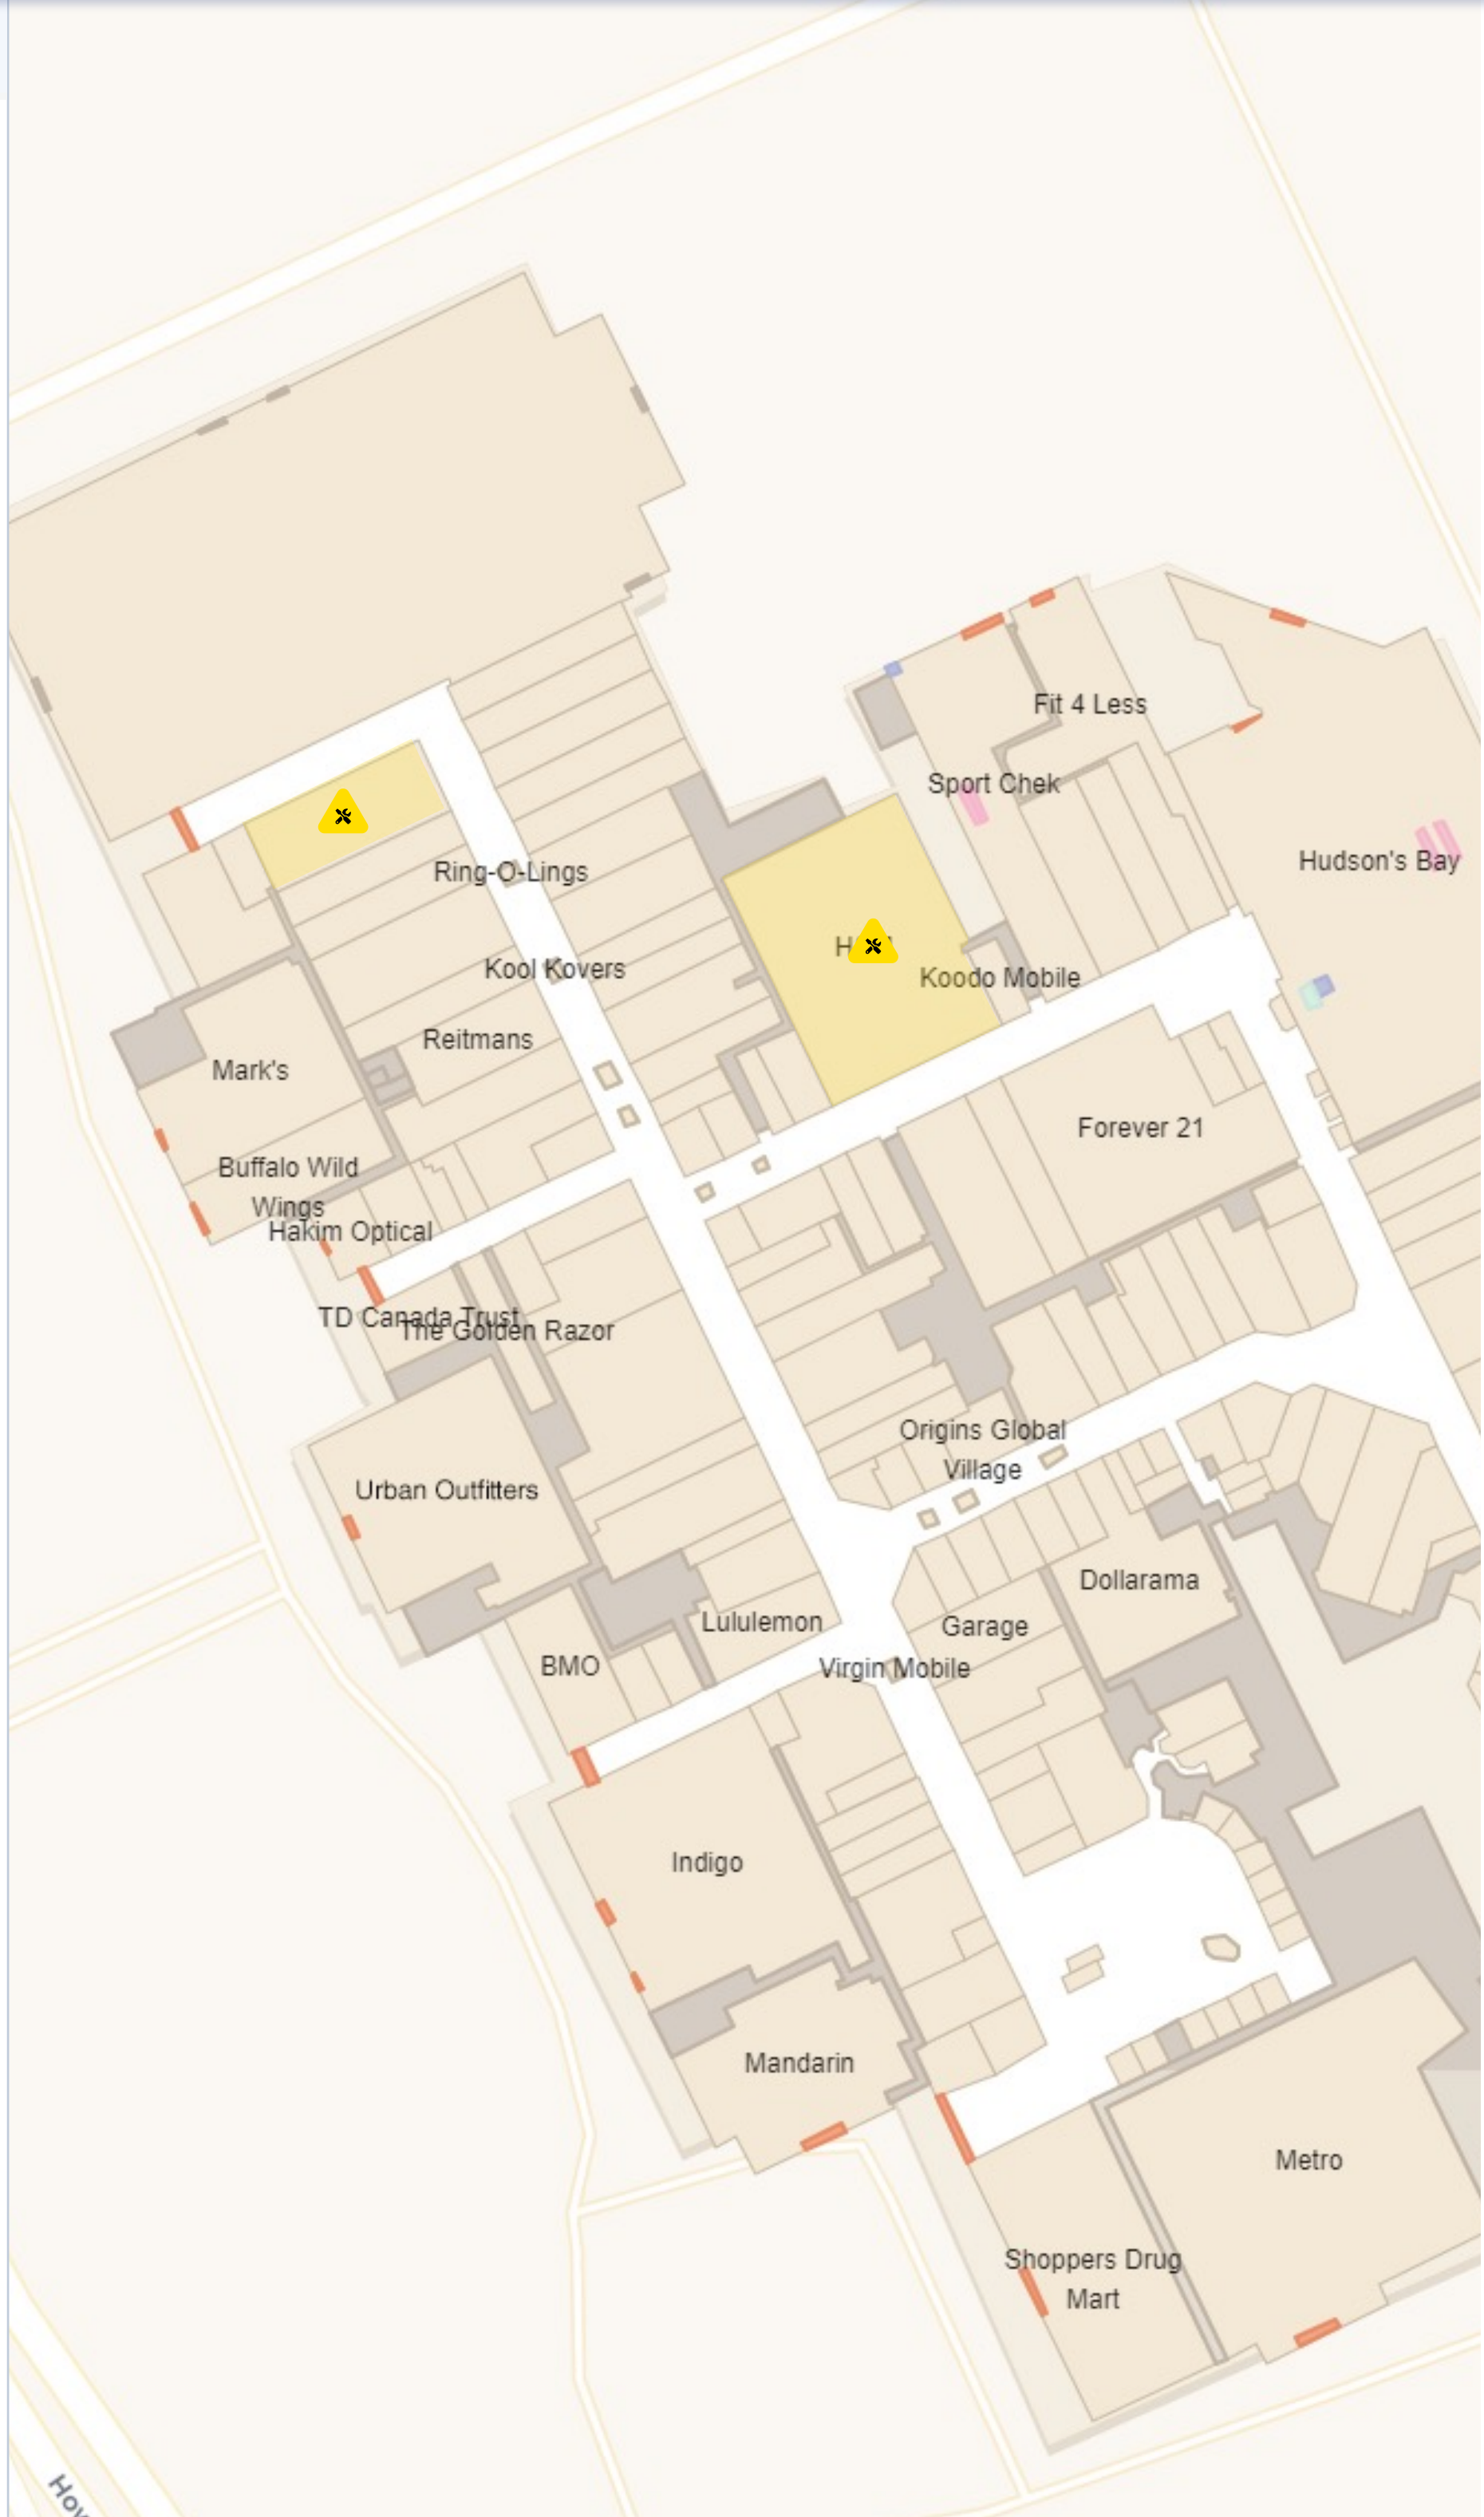 Fit 4 Less
Sport Chek
Hudson's Bay
Ring-O-Lings
Kool Kovers
Koodo Mobile
Reitmans
Mark's
Forever 21
Buffalo Wild
Wings
Hakim Optical
TD Canada Trust
The Golden Razor
Origins Global
Village
Urban Outfitters
Dollarama
Lululemon
Garage
BMO
Virgin Mobile
Indigo
Mandarin
Metro
Shoppers Drug
Mart